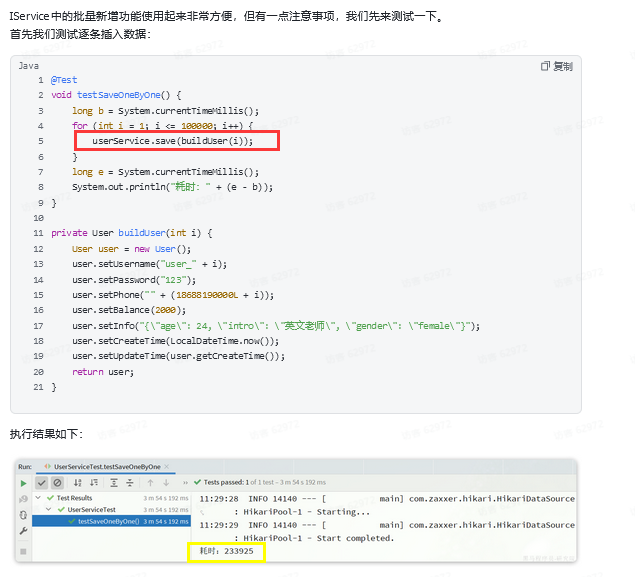 IService中的批量新增功能使用起来非常方便，但有一点注意事项，我们先来测试一下。
首先我们测试逐条插入数据：
Java
复制
1 @Test
2 void testSaveOneByOne() {
3 long b = System.currentTimeMillis();
4 for (int i = 1; i <= 100000; i++) {
5 userService.save(buildUser(i));
6 }
7 long e = System.currentTimeMillis();
8 System.out.println("耗时：" + (e - b));
9 }
10
11 private User buildUser(int i) {
12 User user = new User();
13 user.setUsername("user_" + i);
14 user.setPassword("123");
15 user.setPhone("" + (18688190000L + i));
16 user.setBalance(2000);
17 user.setInfo("{\"age\": 24, \"intro\": \"英文老师\", \"gender\": \"female\"}");
18 user.setCreateTime(LocalDateTime.now());
19 user.setUpdateTime(user.getCreateTime());
20 return user;
21 }
执行结果如下：
Run: UserServiceTest.testSaveOneByOne ×
Tests passed: 1 of 1 test – 3 m 54 s 192 ms
Test Results 3 m 54 s 192 ms
UserServiceTest 3 m 54 s 192 ms
testSaveOneByOne() 3 m 54 s 192 ms
11:29:28 INFO 14140 --- [ main] com.zaxxer.hikari.HikariDataSource
: HikariPool-1 - Starting...
11:29:29 INFO 14140 --- [ main] com.zaxxer.hikari.HikariDataSource
: HikariPool-1 - Start completed.
耗时：233925